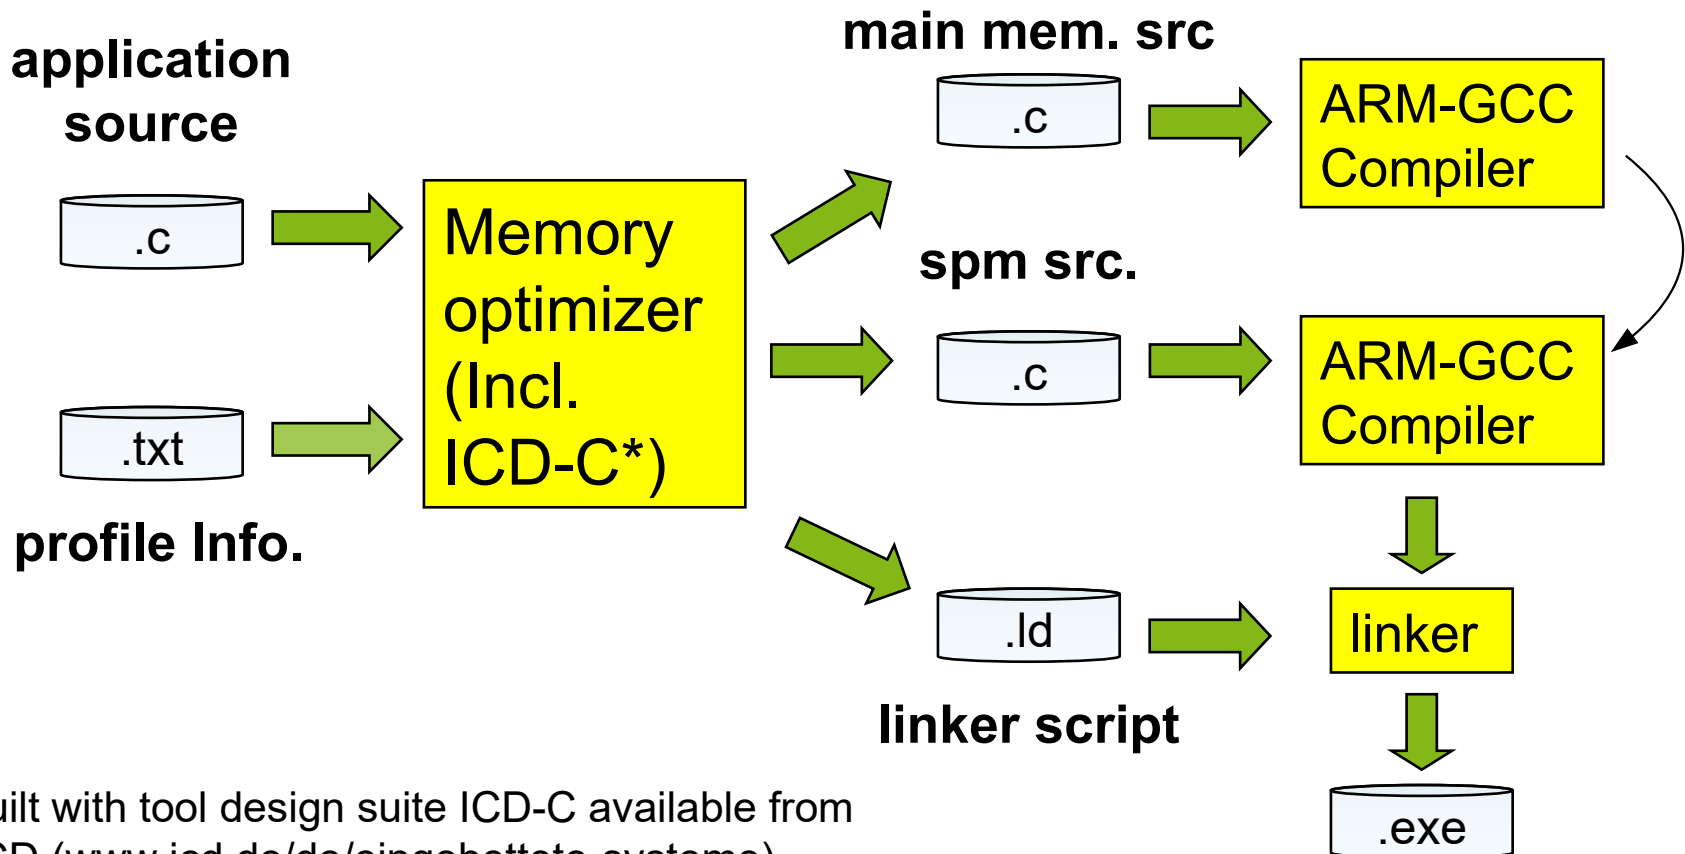 application
source
.c
.txt
profile Info.
Memory
optimizer
(Incl.
ICD-C*)
main mem. src
.c
spm src.
.c
.ld
linker script
ARM-GCC
Compiler
ARM-GCC
Compiler
linker
.exe
with tool design suite ICD-C available from